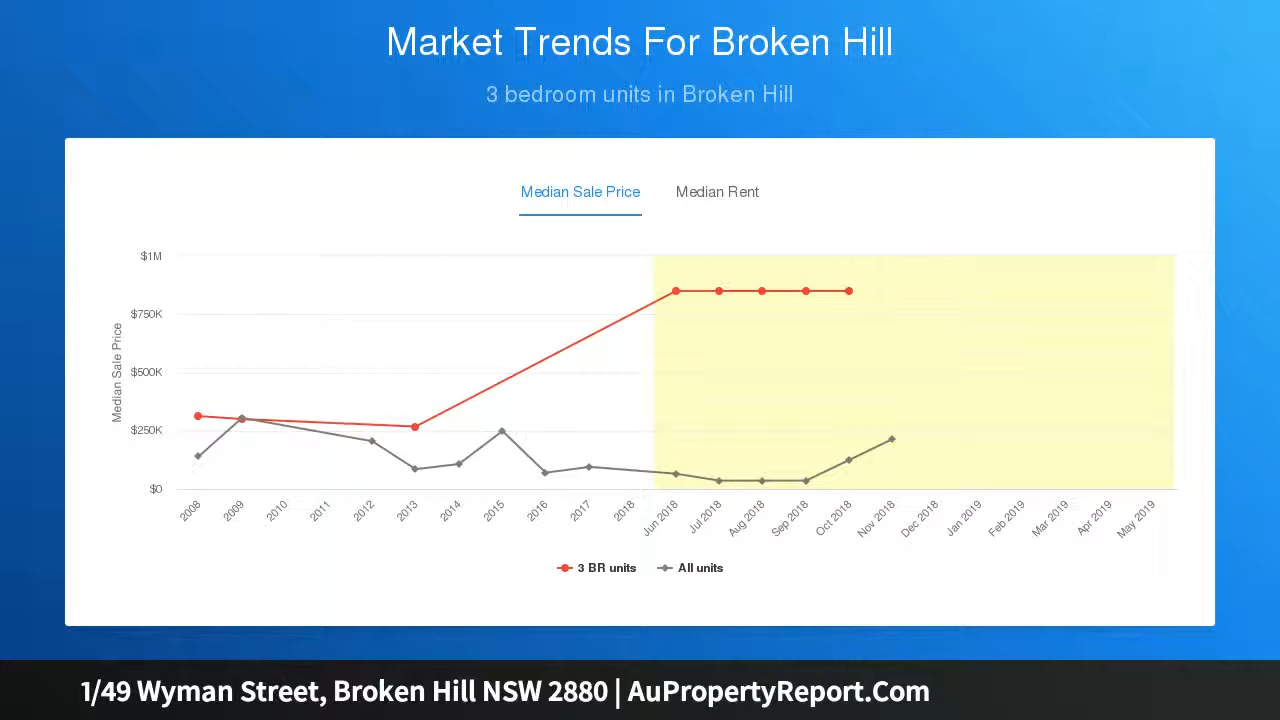 Market Trends For Broken Hill
3 bedroom units in Broken Hill
Median Sale Price Median Rent
$1M
$750K
$500K
$250K
$0
Median Sale Price
2008 2009 2010 2011 2012 2013 2014 2015 2016 2017 2018 Jun 2018 Jul 2018 Aug 2018 Sep 2018 Oct 2018 Nov 2018 Dec 2018 Jan 2019 Feb 2019 Mar 2019 Apr 2019 May 2019
3 BR units All units
1/49 Wyman Street, Broken Hill NSW 2880 | AuPropertyReport.Com